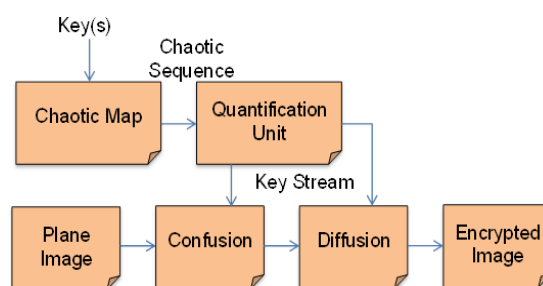 Key(s)
Chaotic
Sequence
Chaotic Map
Quantification
Unit
Key Stream
Plane
Image
Confusion
Diffusion
Encrypted
Image